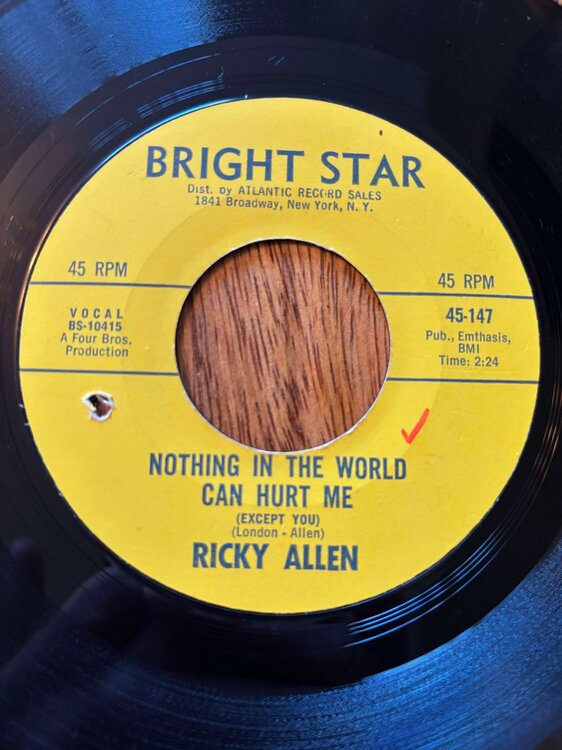 BRIGHT STAR
Dist. by ATLANTIC RECORD SALES
1841 Broadway, New York, N. Y.
45 RPM
45 RPM
VOCAL
BS-10415
A Four Bros.
Production
45-147
Pub., Emthasis,
BMI
Time: 2:24
NOTHING IN THE WORLD
CAN HURT ME
(EXCEPT YOU)
(London - Allen)
RICKY ALLEN